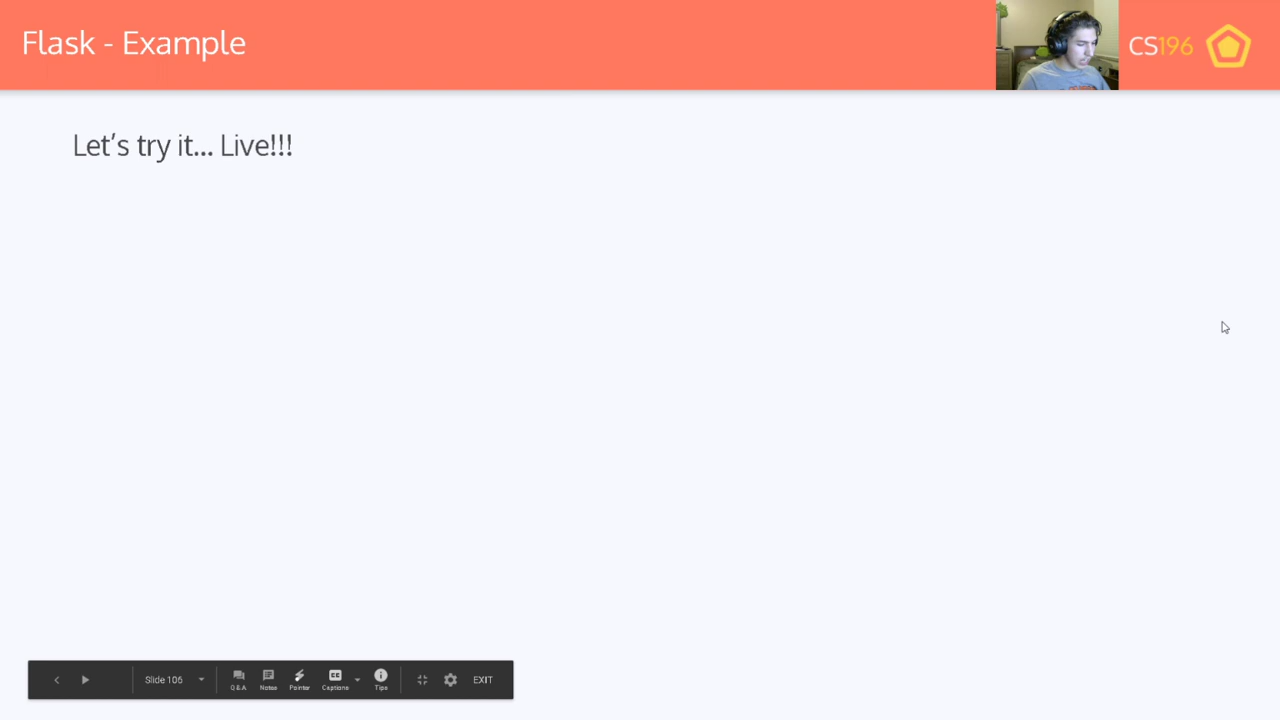 Flask - Example
CS196
Let's try it... Live!!!
Slide 106
Q&A
Notes
Pointer
Captions
Tips
EXIT